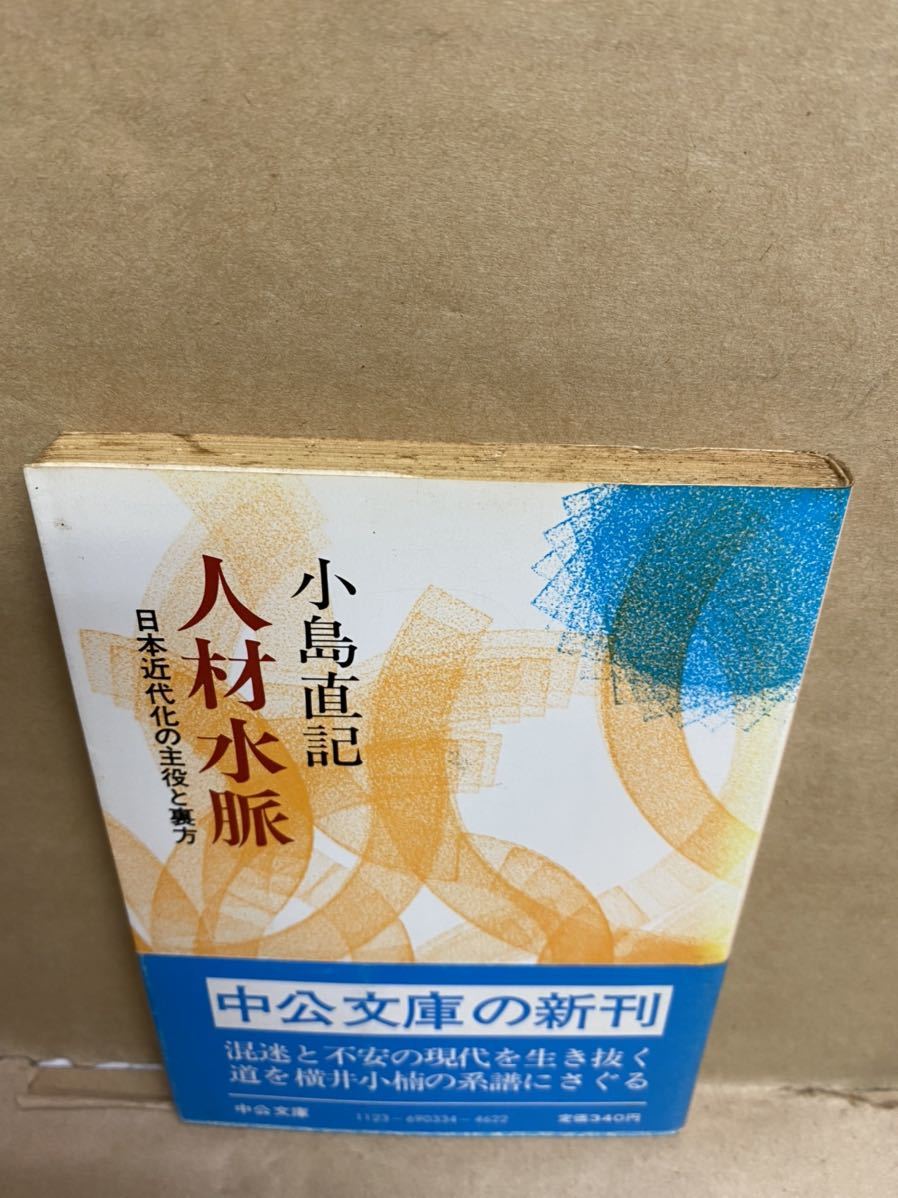 小島直記
人材水脈
日本近代化の主役と裏方
中公文庫の新刊
混迷と不安の現代を生き抜く
道を横井小楠の系譜にさぐる
中公文庫 1123-690334-4622 定価340円